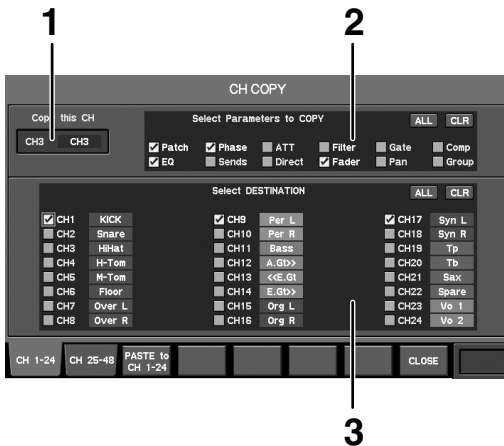 1 2
CH COPY
Copy this CH
CH3 CH3
Select Parameters to COPY ALL CLR
Patch Phase ATT Filter Gate Comp
EQ Sends Direct Fader Pan Group
Select DESTINATION ALL CLR
CH1 KICK CH9 Per L CH17 Syn L
CH2 Snare CH10 Per R CH18 Syn R
CH3 HiHat CH11 Bass CH19 Tp
CH4 H-Tom CH12 A.Gt>> CH20 Tb
CH5 M-Tom CH13 <<E.Gt CH21 Sax
CH6 Floor CH14 E.Gt>> CH22 Spare
CH7 Over L CH15 Org L CH23 Vo 1
CH8 Over R CH16 Org R CH24 Vo 2
CH 1-24 CH 25-48 PASTE to CH 1-24 CLOSE
3